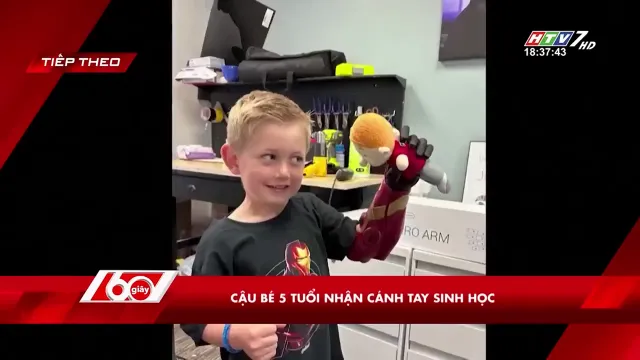 TIẾP THEO
HTV7 HD
18:37:43
RO ARM
60 giây
CẬU BÉ 5 TUỔI NHẬN CÁNH TAY SINH HỌC